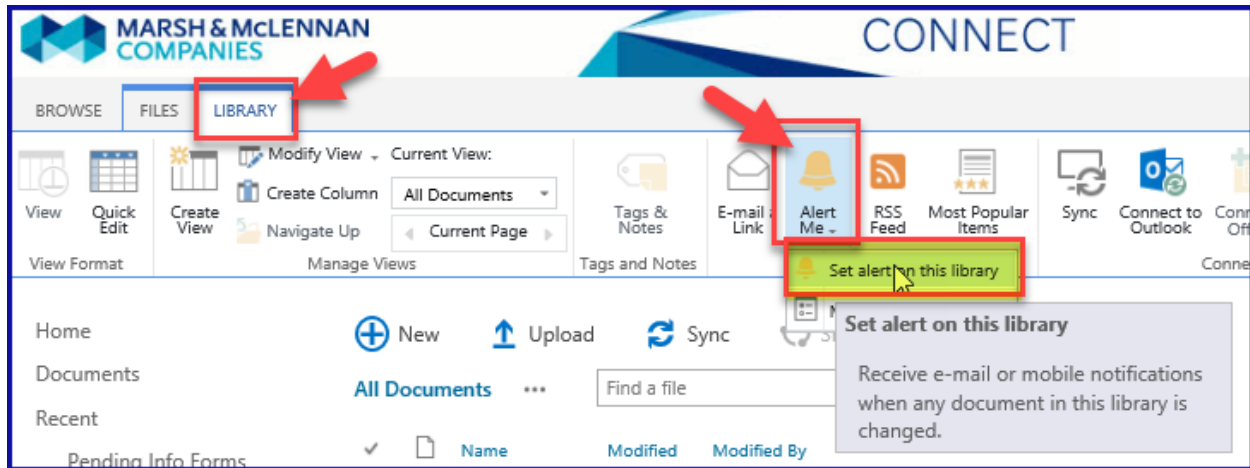 MARSH & McLENNAN
COMPANIES
CONNECT
BROWSE FILES LIBRARY
View
Quick
Edit
Create
View
Modify View
Create Column
Navigate Up
Current View:
All Documents
Current Page
Tags &
Notes
E-mail a
Link
Alert
Me
RSS
Feed
Most Popular
Items
Sync
Connect to
Outlook
View Format
Manage Views
Tags and Notes
Set alert on this library
Set alert on this library
Receive e-mail or mobile notifications
when any document in this library is
changed.
Home
Documents
Recent
Pending Info Forms
New Upload Sync
All Documents ...
Find a file
Name Modified Modified By